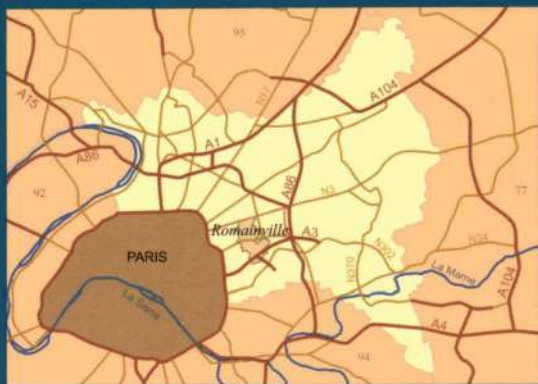 95
A15
N17
A104
A1
A86
92
A86
N3
77
Romainville
A3
PARIS
N302
N34
N370
La Marne
La Seine
A104
A4
94